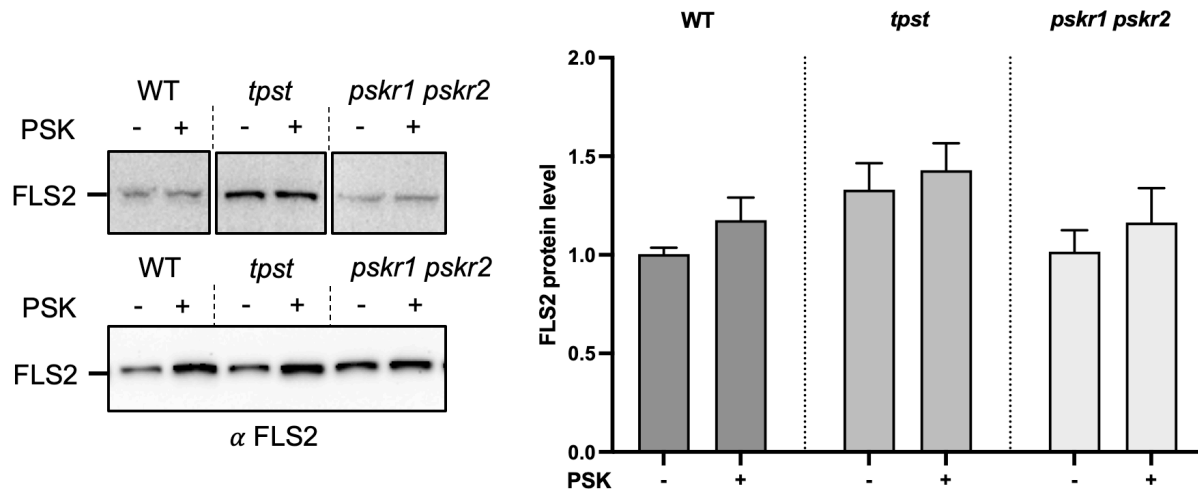 WT tpst pskr1 pskr2
PSK - + - + - +
FLS2
WT tpst pskr1 pskr2
PSK - + - + - +
FLS2
α FLS2
WT tpst pskr1 pskr2
FLS2 protein level
2.0
1.5
1.0
0.5
0.0
PSK - + - + - +